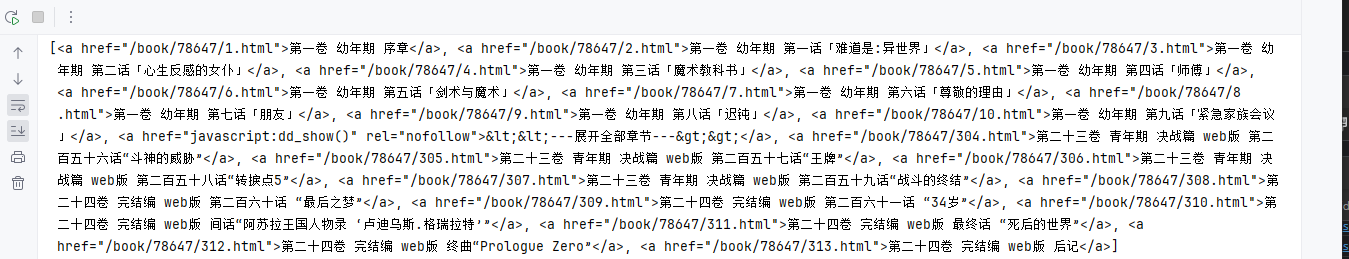 [<a href="/book/78647/1.html">第一卷 幼年期 序章</a>, <a href="/book/78647/2.html">第一卷 幼年期 第一话「难道是:异世界」</a>, <a href="/book/78647/3.html">第一卷 幼
年期 第二话「心生反感的女仆」</a>, <a href="/book/78647/4.html">第一卷 幼年期 第三话「魔术教科书」</a>, <a href="/book/78647/5.html">第一卷 幼年期 第四话「师傅」</a>,
<a href="/book/78647/6.html">第一卷 幼年期 第五话「剑术与魔术」</a>, <a href="/book/78647/7.html">第一卷 幼年期 第六话「尊敬的理由」</a>, <a href="/book/78647/8
.html">第一卷 幼年期 第七话「朋友」</a>, <a href="/book/78647/9.html">第一卷 幼年期 第八话「迟钝」</a>, <a href="/book/78647/10.html">第一卷 幼年期 第九话「紧急家族会议
」</a>, <a href="javascript:dd_show()" rel="nofollow">&lt;&lt;---展开全部章节---&gt;&gt;</a>, <a href="/book/78647/304.html">第二十三卷 青年期 决战篇 web版 第二
百五十六话“斗神的威胁”</a>, <a href="/book/78647/305.html">第二十三卷 青年期 决战篇 web版 第二百五十七话“王牌”</a>, <a href="/book/78647/306.html">第二十三卷 青年期 决
战篇 web版 第二百五十八话“转捩点5”</a>, <a href="/book/78647/307.html">第二十三卷 青年期 决战篇 web版 第二百五十九话“战斗的终结”</a>, <a href="/book/78647/308.html">第
二十四卷 完结编 web版 第二百六十话 “最后之梦”</a>, <a href="/book/78647/309.html">第二十四卷 完结编 web版 第二百六十一话 “34岁”</a>, <a href="/book/78647/310.html">第
二十四卷 完结编 web版 间话“阿苏拉王国人物录 ‘卢迪乌斯.格瑞拉特’”</a>, <a href="/book/78647/311.html">第二十四卷 完结编 web版 最终话 “死后的世界”</a>, <a
href="/book/78647/312.html">第二十四卷 完结编 web版 终曲“Prologue Zero”</a>, <a href="/book/78647/313.html">第二十四卷 完结编 web版 后记</a>]